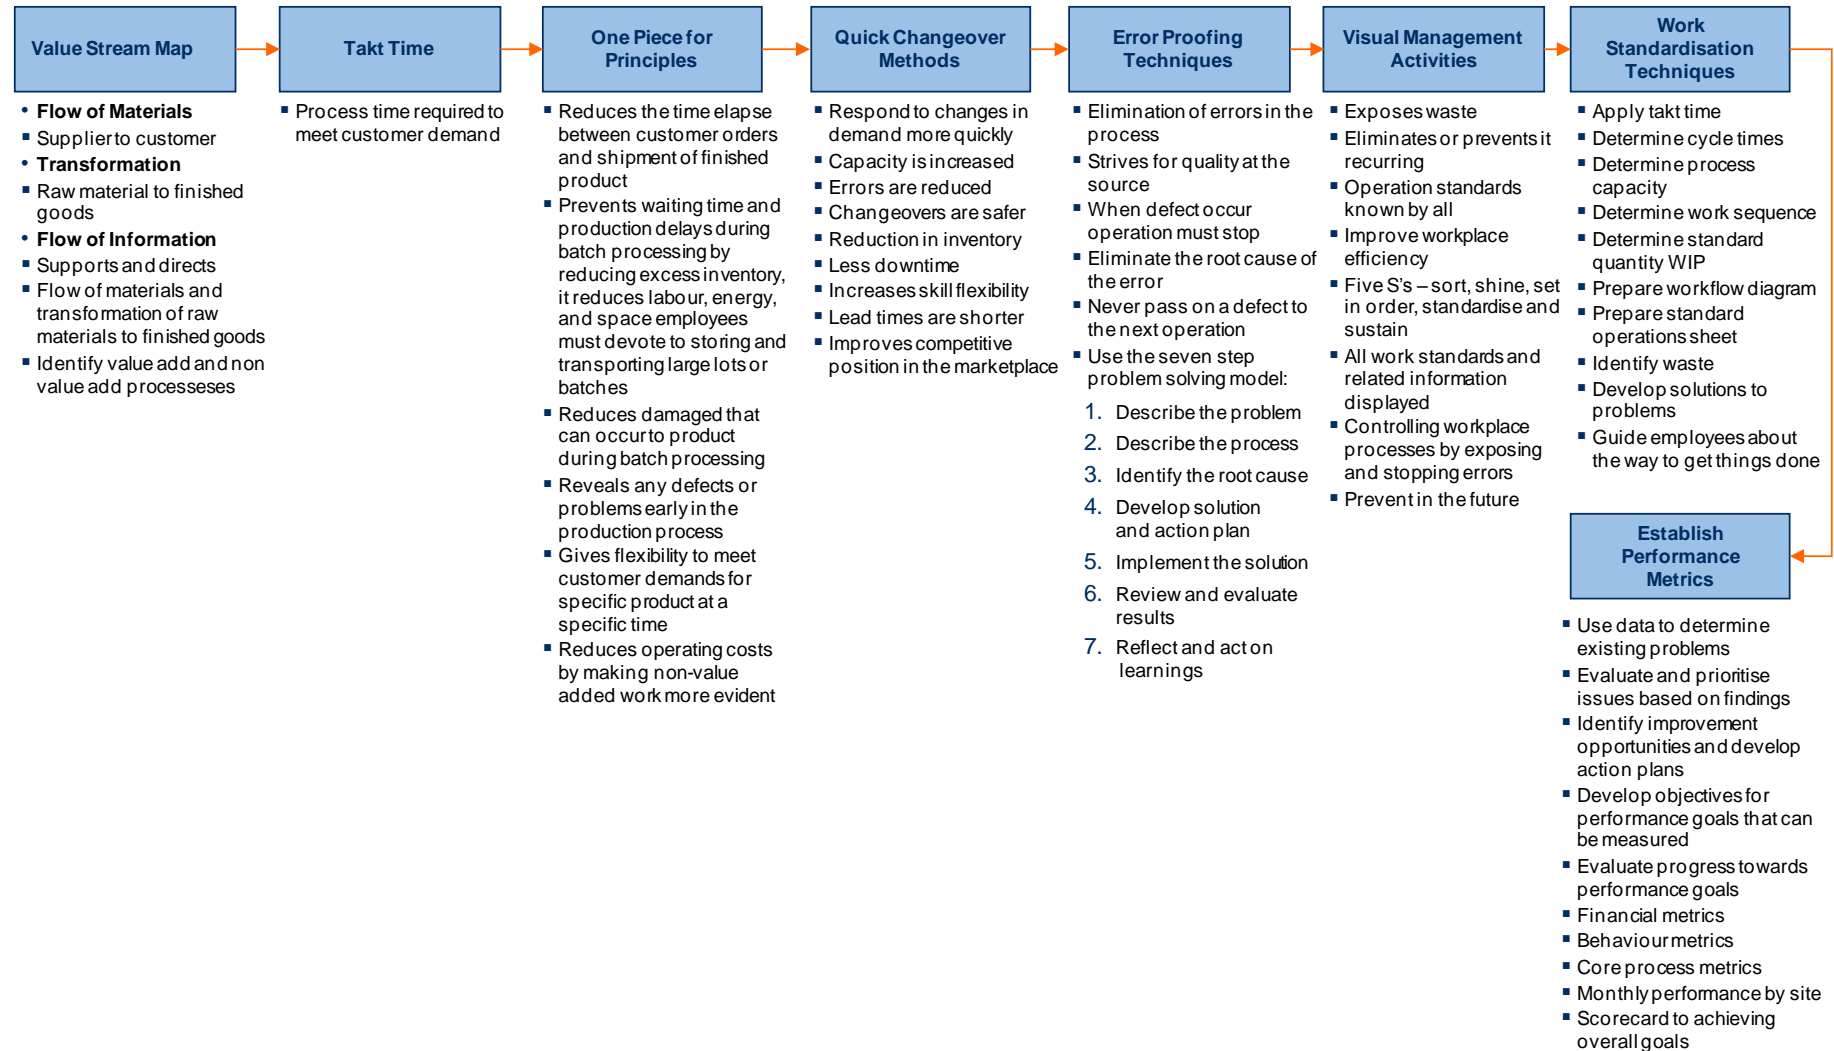 Value Stream Map
• Flow of Materials
▪ Supplier to customer
• Transformation
▪ Raw material to finished
goods
• Flow of Information
▪ Supports and directs
▪ Flow of materials and
transformation of raw
materials to finished goods
▪ Identify value add and non
value add processeses
Takt Time
▪ Process time required to
meet customer demand
One Piece for
Principles
▪ Reduces the time elapse
between customer orders
and shipment of finished
product
▪ Prevents waiting time and
production delays during
batch processing by
reducing excess inventory,
it reduces labour, energy,
and space employees
must devote to storing and
transporting large lots or
batches
▪ Reduces damaged that
can occur to product
during batch processing
▪ Reveals any defects or
problems early in the
production process
▪ Gives flexibility to meet
customer demands for
specific product at a
specific time
▪ Reduces operating costs
by making non-value
added work more evident
Quick Changeover
Methods
▪ Respond to changes in
demand more quickly
▪ Capacity is increased
▪ Errors are reduced
▪ Changeovers are safer
▪ Reduction in inventory
▪ Less downtime
▪ Increases skill flexibility
▪ Lead times are shorter
▪ Improves competitive
position in the marketplace
Error Proofing
Techniques
▪ Elimination of errors in the
process
▪ Strives for quality at the
source
▪ When defect occur
operation must stop
▪ Eliminate the root cause of
the error
▪ Never pass on a defect to
the next operation
▪ Use the seven step
problem solving model:
1. Describe the problem
2. Describe the process
3. Identify the root cause
4. Develop solution
and action plan
5. Implement the solution
6. Review and evaluate
results
7. Reflect and act on
learnings
Visual Management
Activities
▪ Exposes waste
▪ Eliminates or prevents it
recurring
▪ Operation standards
known by all
▪ Improve workplace
efficiency
▪ Five S's – sort, shine, set
in order, standardise and
sustain
▪ All work standards and
related information
displayed
▪ Controlling workplace
processes by exposing
and stopping errors
▪ Prevent in the future
Work
Standardisation
Techniques
▪ Apply takt time
▪ Determine cycle times
▪ Determine process
capacity
▪ Determine work sequence
▪ Determine standard
quantity WIP
▪ Prepare workflow diagram
▪ Prepare standard
operations sheet
▪ Identify waste
▪ Develop solutions to
problems
▪ Guide employees about
the way to get things done
Establish
Performance
Metrics
▪ Use data to determine
existing problems
▪ Evaluate and prioritise
issues based on findings
▪ Identify improvement
opportunities and develop
action plans
▪ Develop objectives for
performance goals that can
be measured
▪ Evaluate progress towards
performance goals
▪ Financial metrics
▪ Behaviour metrics
▪ Core process metrics
▪ Monthly performance by site
▪ Scorecard to achieving
overall goals